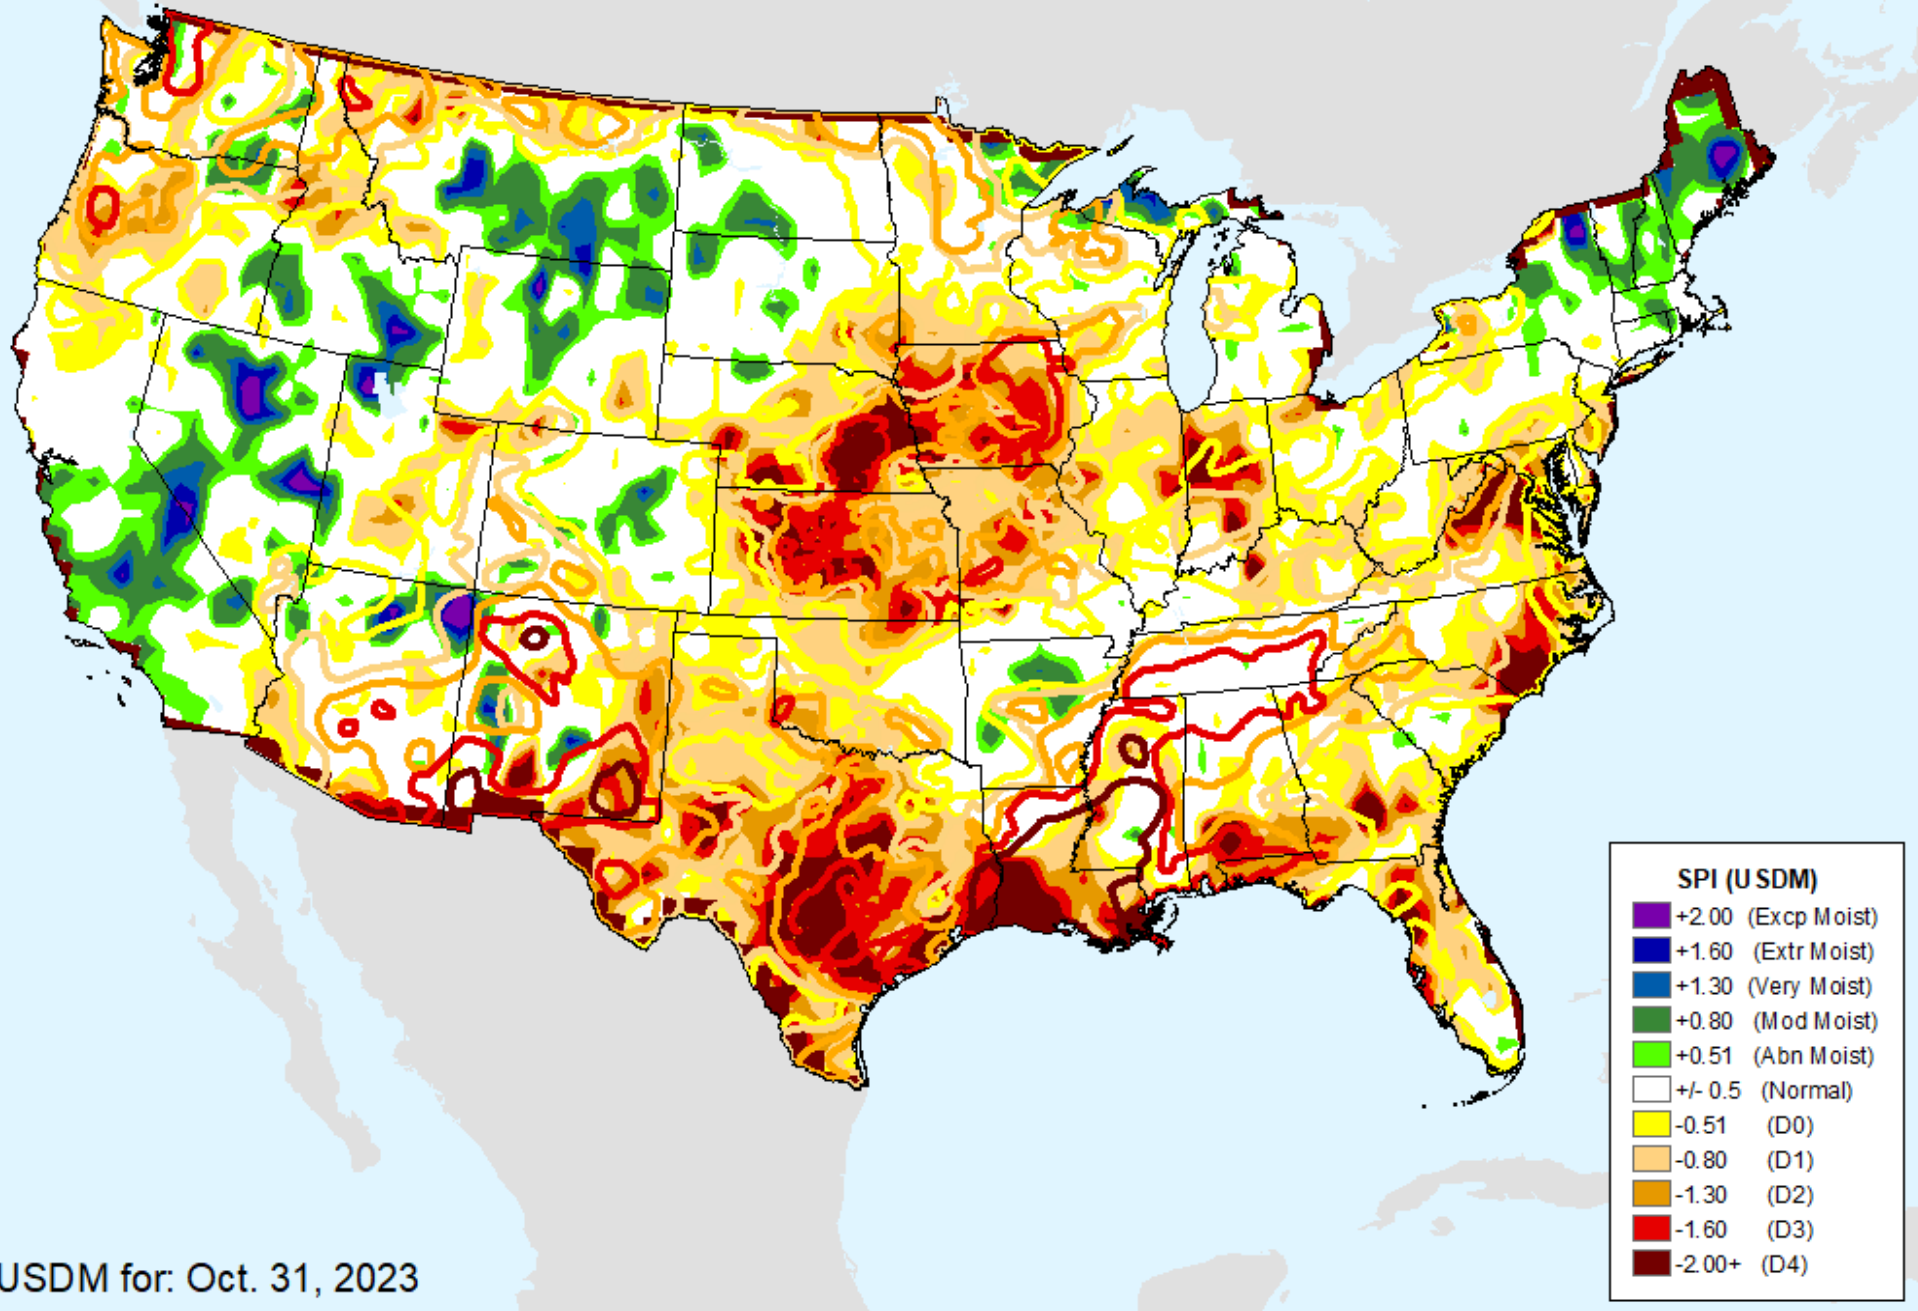 SPI (USDM)
+2.00 (Excp Moist)
+1.60 (Extr Moist)
+1.30 (Very Moist)
+0.80 (Mod Moist)
+0.51 (Abn Moist)
+/- 0.5 (Normal)
-0.51 (D0)
-0.80 (D1)
-1.30 (D2)
-1.60 (D3)
-2.00+ (D4)
USDM for: Oct. 31, 2023